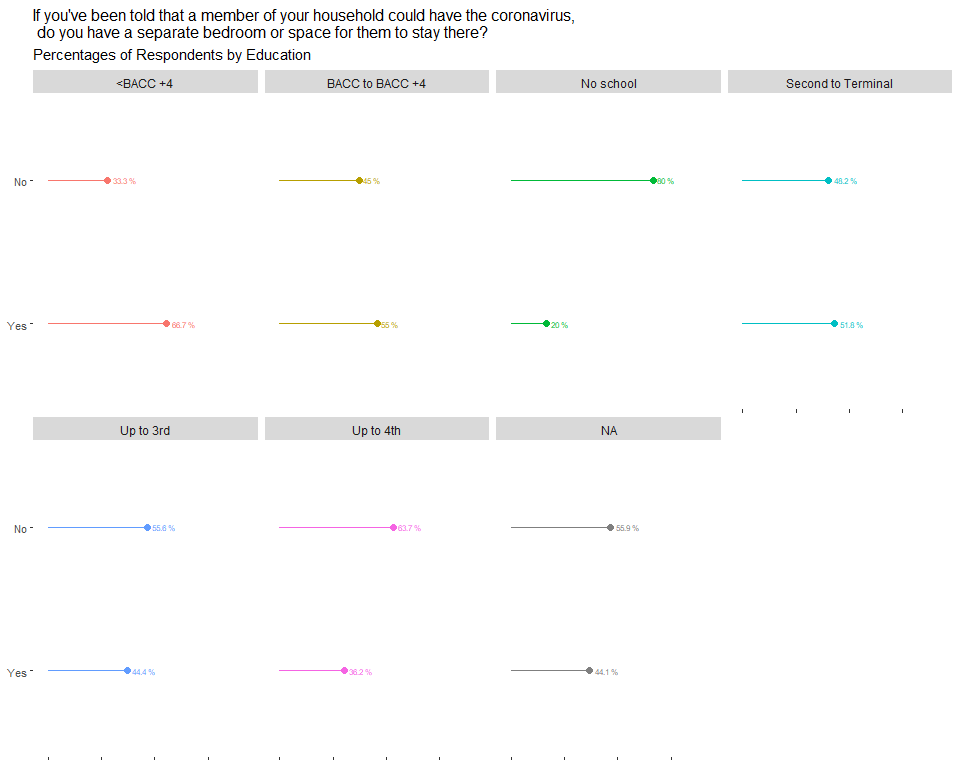 If you've been told that a member of your household could have the coronavirus,
do you have a separate bedroom or space for them to stay there?
Percentages of Respondents by Education
<BACC +4 BACC to BACC +4 No school Second to Terminal
No 33.3 % 45 % 80 % 48.2 %
Yes 66.7 % 55 % 20 % 51.8 %
Up to 3rd Up to 4th NA
No 55.6 % 63.7 % 55.9 %
Yes 44.4 % 36.2 % 44.1 %